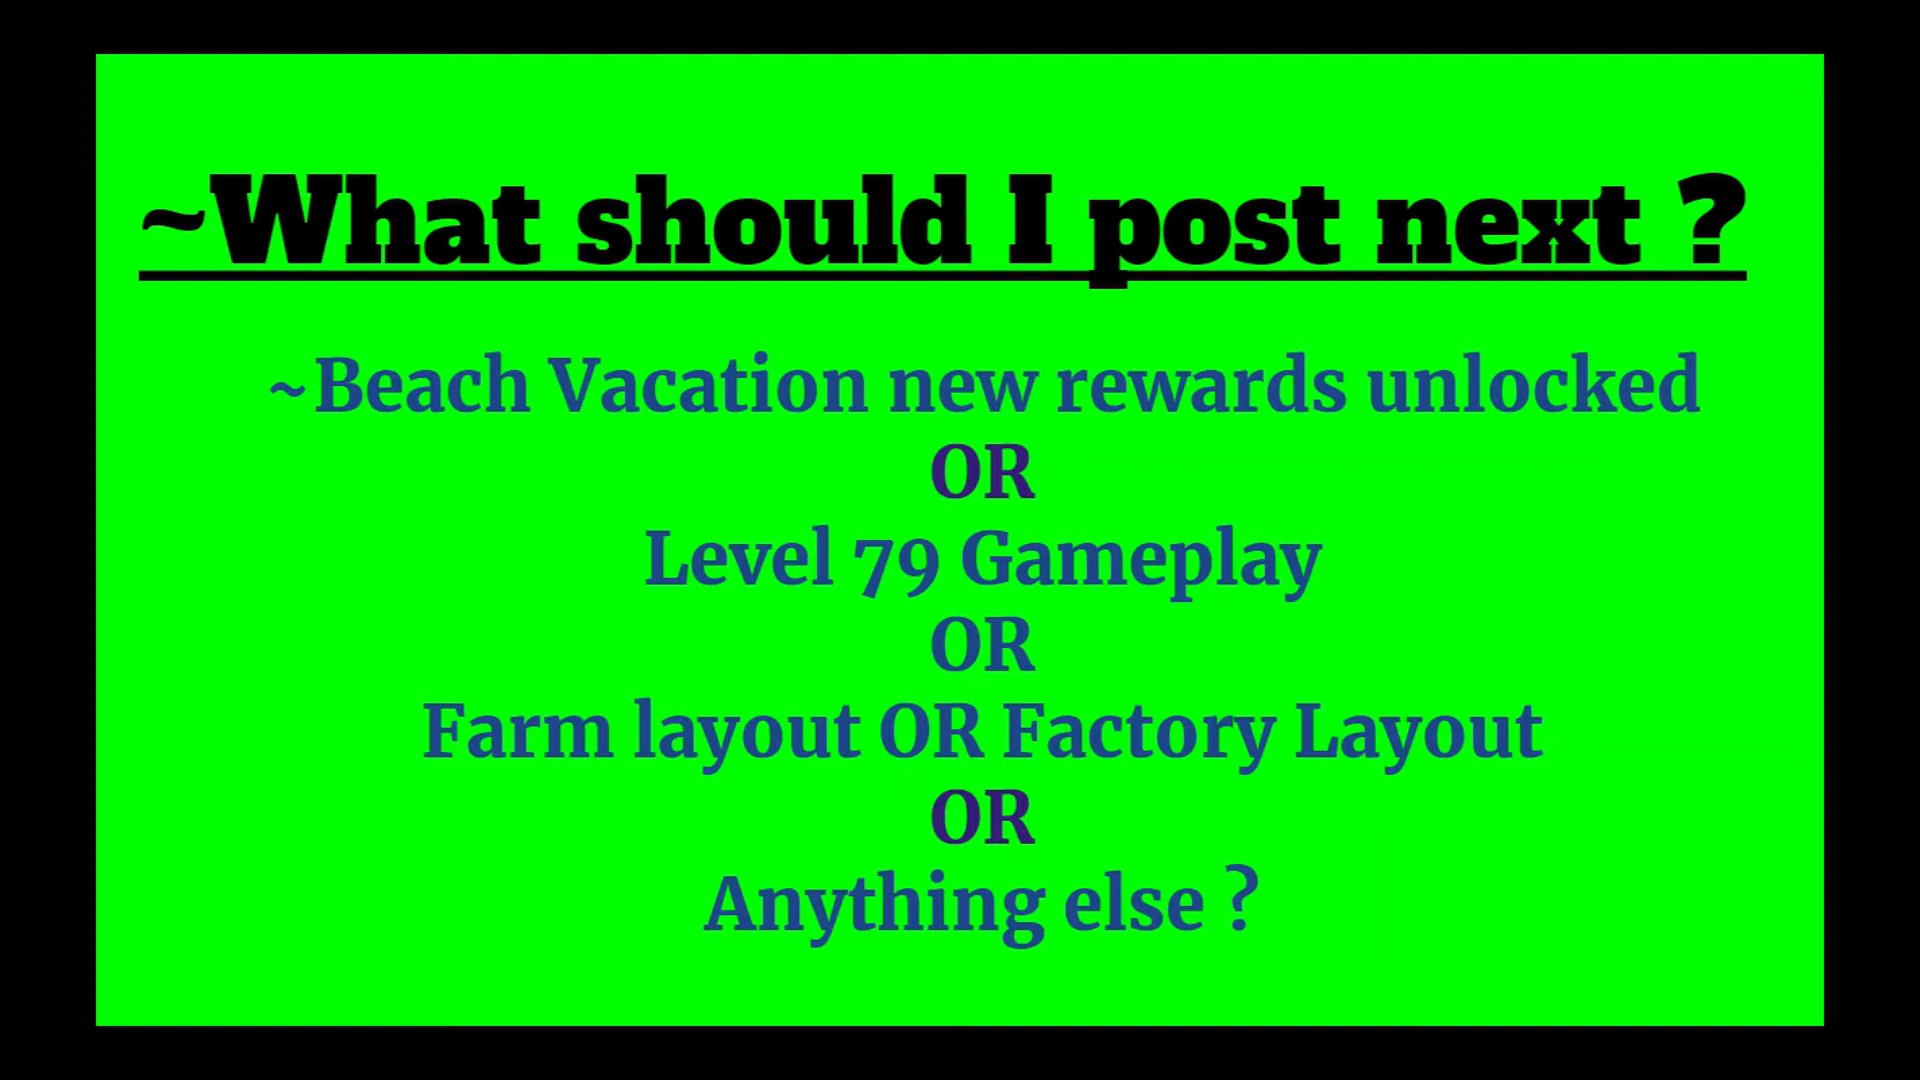 ~What should I post next ?
~Beach Vacation new rewards unlocked
OR
Level 79 Gameplay
OR
Farm layout OR Factory Layout
OR
Anything else ?